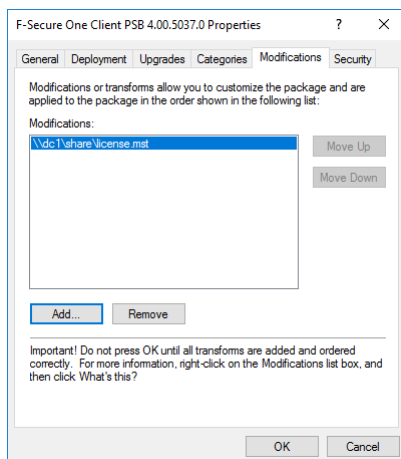 F-Secure One Client PSB 4.00.5037.0 Properties
?
General Deployment Upgrades Categories Modifications Security
Modifications or transforms allow you to customize the package and are
applied to the package in the order shown in the following list:
Modifications:
\\dc1\share\license.mst
Move Up
Move Down
Add... Remove
Important! Do not press OK until all transforms are added and ordered
correctly. For more information, right-click on the Modifications list box, and
then click What's this?
OK Cancel